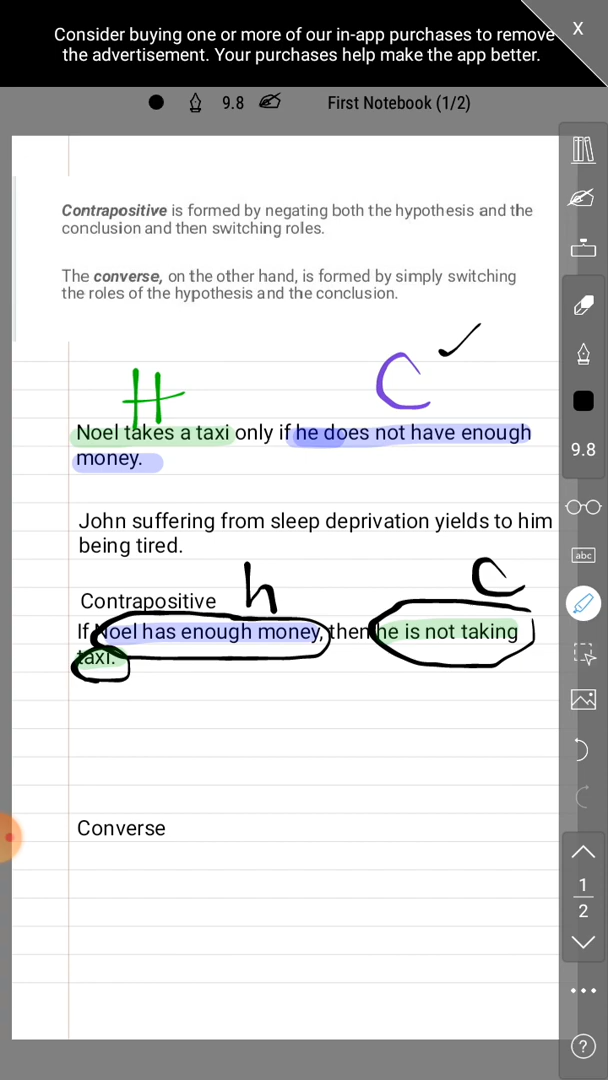 Consider buying one or more of our in-app purchases to remove
the advertisement. Your purchases help make the app better.
X
9.8
First Notebook (1/2)
Contrapositive is formed by negating both the hypothesis and the
conclusion and then switching roles.
The converse, on the other hand, is formed by simply switching
the roles of the hypothesis and the conclusion.
H
C
Noel takes a taxi only if he does not have enough
money.
John suffering from sleep deprivation yields to him
being tired.
h
C
Contrapositive
If Noel has enough money, then he is not taking
taxi.
Converse
9.8
abc
1
2
?